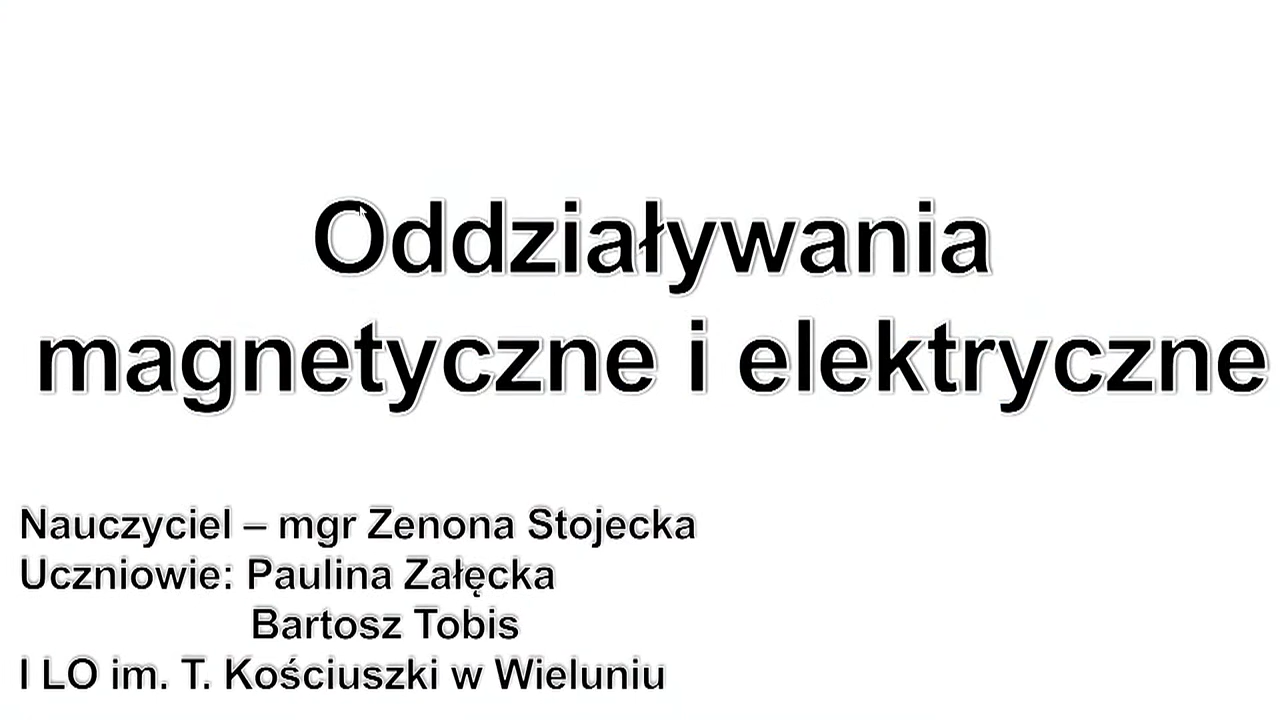 Oddziaływania
magnetyczne i elektryczne
Nauczyciel – mgr Zenona Stojecka
Uczniowie: Paulina Załęcka
Bartosz Tobis
I LO im. T. Kościuszki w Wieluniu